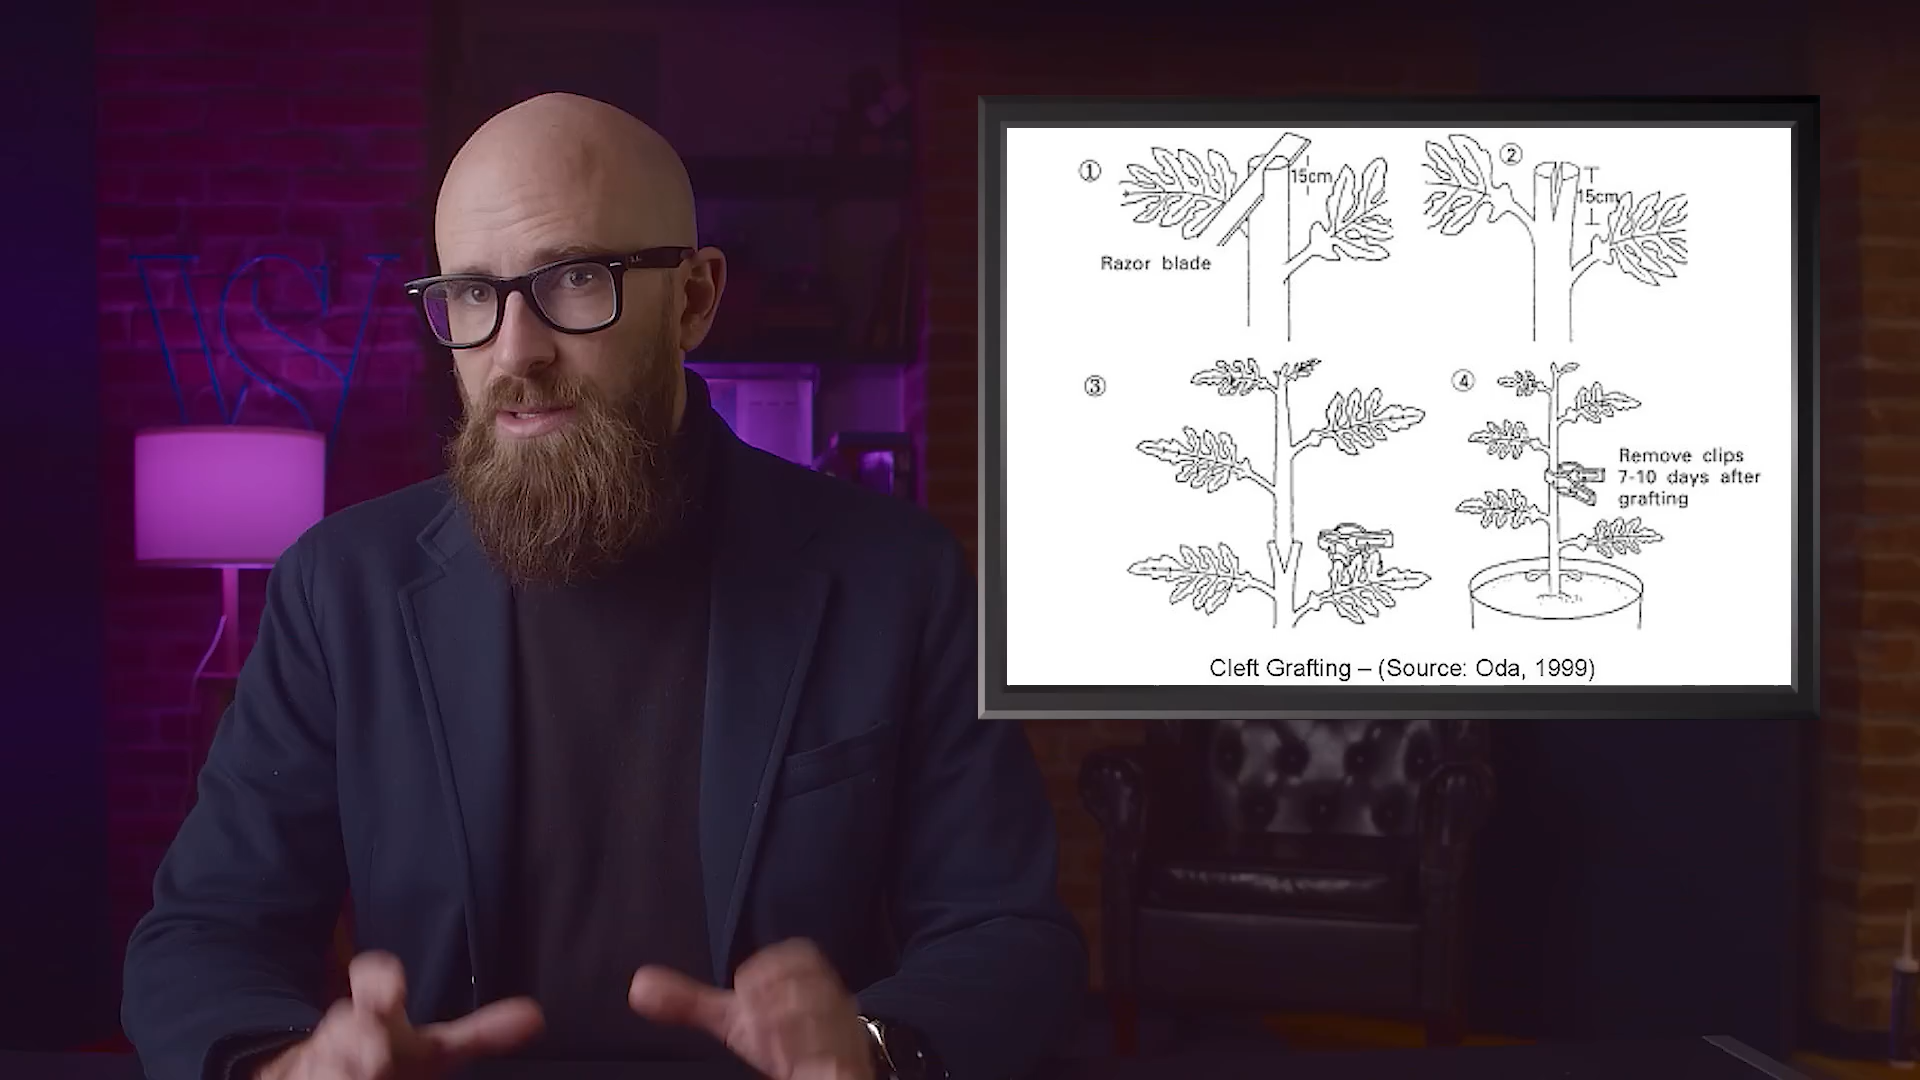 ①
15cm
Razor blade
②
15cm
③
④
Remove clips
7-10 days after
grafting
Cleft Grafting – (Source: Oda, 1999)
VSV